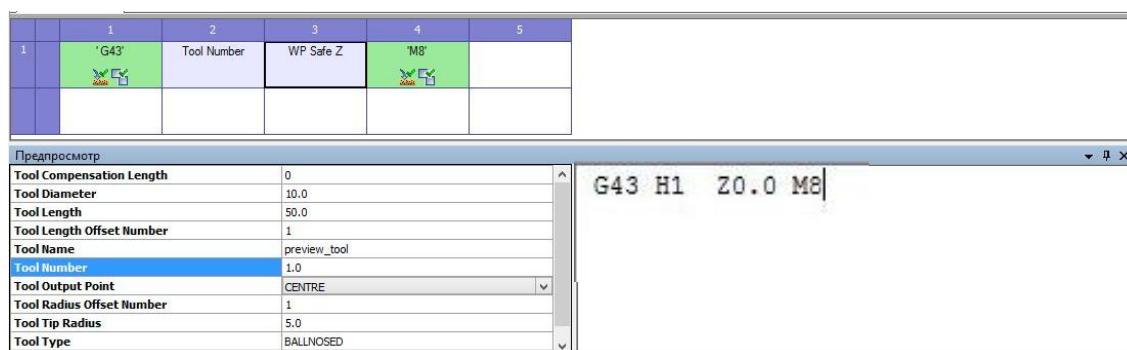 1 2 3 4 5
1 'G43' Tool Number WP Safe Z 'M8'
Предпросмотр
Tool Compensation Length 0
Tool Diameter 10.0
Tool Length 50.0
Tool Length Offset Number 1
Tool Name preview_tool
Tool Number 1.0
Tool Output Point CENTRE
Tool Radius Offset Number 1
Tool Tip Radius 5.0
Tool Type BALLNOSED
G43 H1 Z0.0 M8